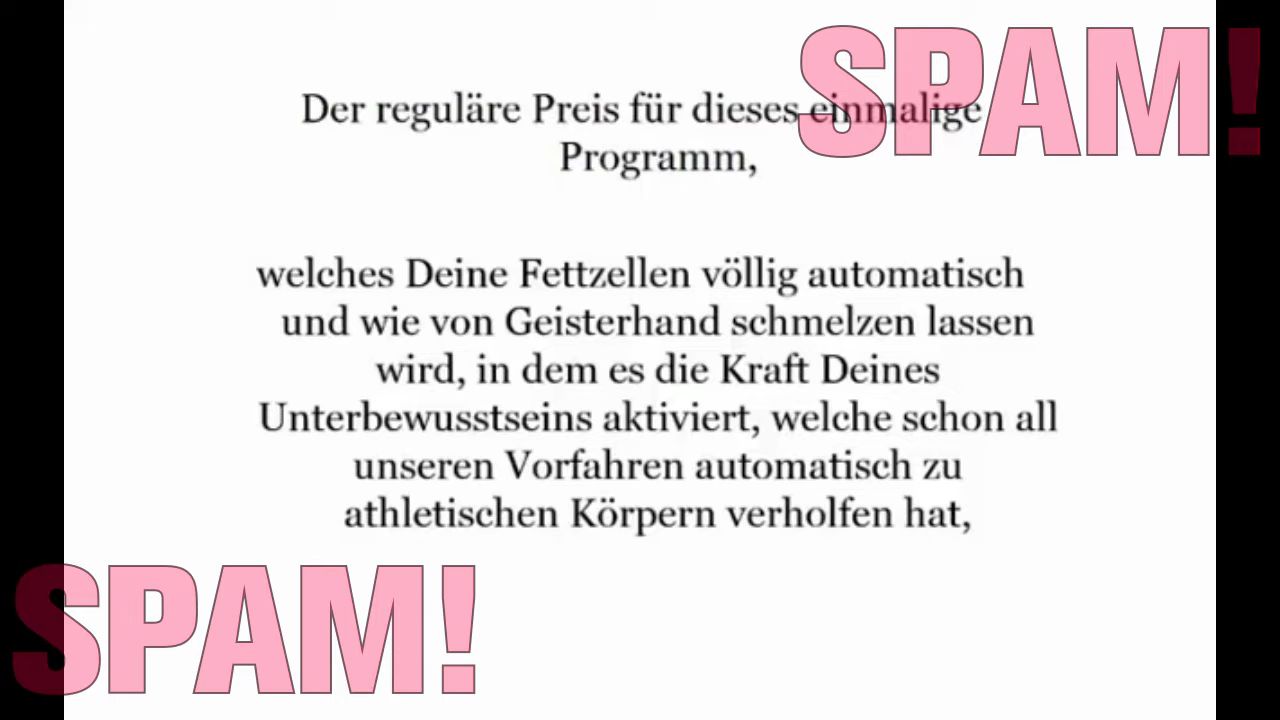 SPAM!
Der reguläre Preis für dieses einmalige
Programm,
welches Deine Fettzellen völlig automatisch
und wie von Geisterhand schmelzen lassen
wird, in dem es die Kraft Deines
Unterbewusstseins aktiviert, welche schon all
unseren Vorfahren automatisch zu
athletischen Körpern verholfen hat,
SPAM!